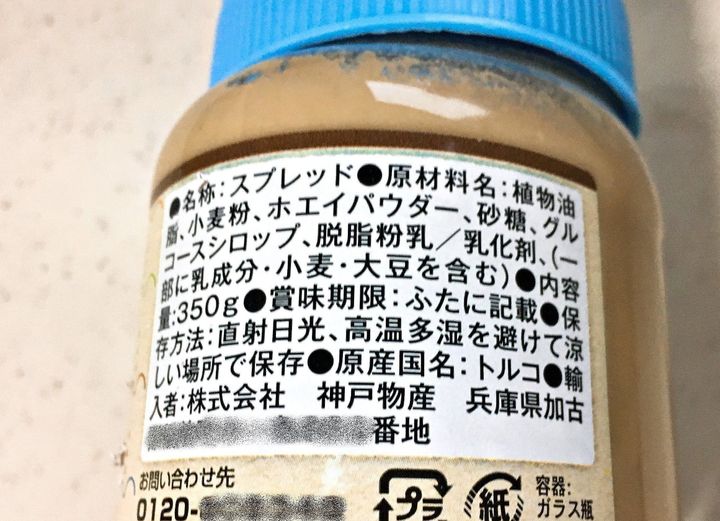 ●名称:スプレッド●原材料名:植物油
脂、小麦粉、ホエイパウダー、砂糖、グル
コースシロップ、脱脂粉乳/乳化剤、(一
部に乳成分・小麦・大豆を含む)●内容
量:350g●賞味期限:ふたに記載●保
存方法:直射日光、高温多湿を避けて涼
しい場所で保存●原産国名:トルコ●輸
入者:株式会社 神戸物産 兵庫県加古
番地
お問い合わせ先
0120-
プラ
紙
容器:
ガラス瓶